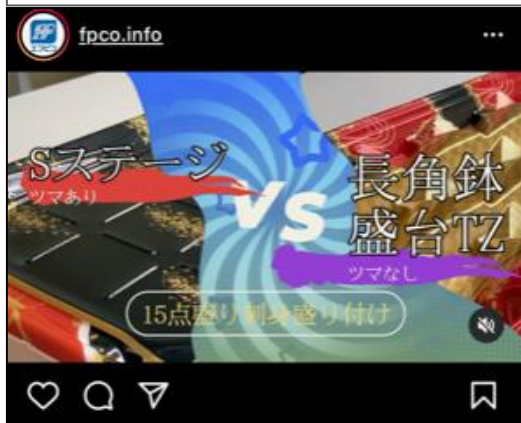 fpco.info
Sステージ
ツマあり
VS
長角鉢
盛台TZ
ツマなし
15点盛り刺身盛り付け